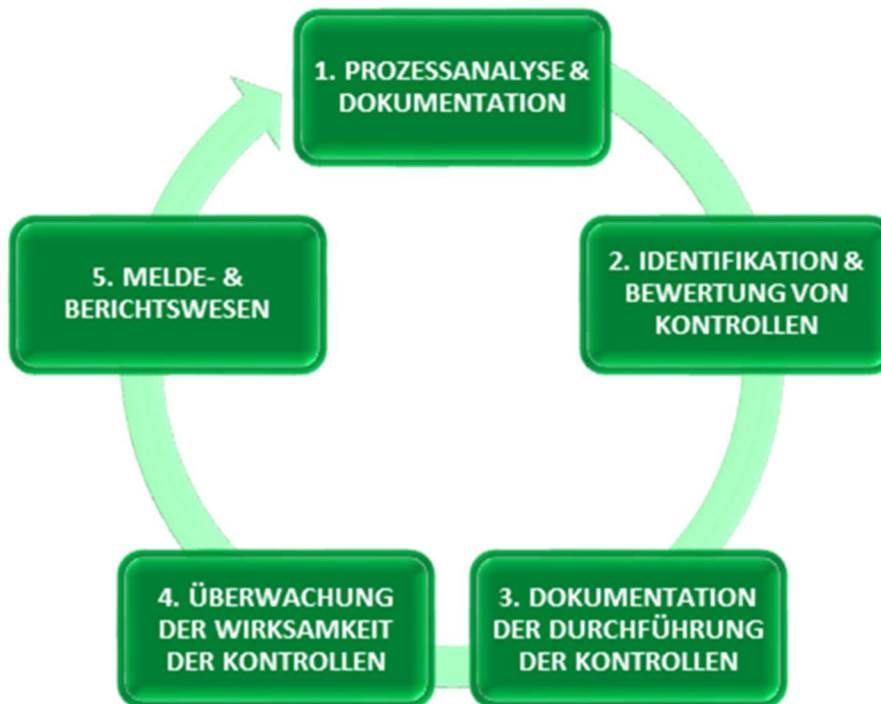 1. PROZESSANALYSE &
DOKUMENTATION
2. IDENTIFIKATION &
BEWERTUNG VON
KONTROLLEN
3. DOKUMENTATION
DER DURCHFÜHRUNG
DER KONTROLLEN
4. ÜBERWACHUNG
DER WIRKSAMKEIT
DER KONTROLLEN
5. MELDE- &
BERICHTSWESEN